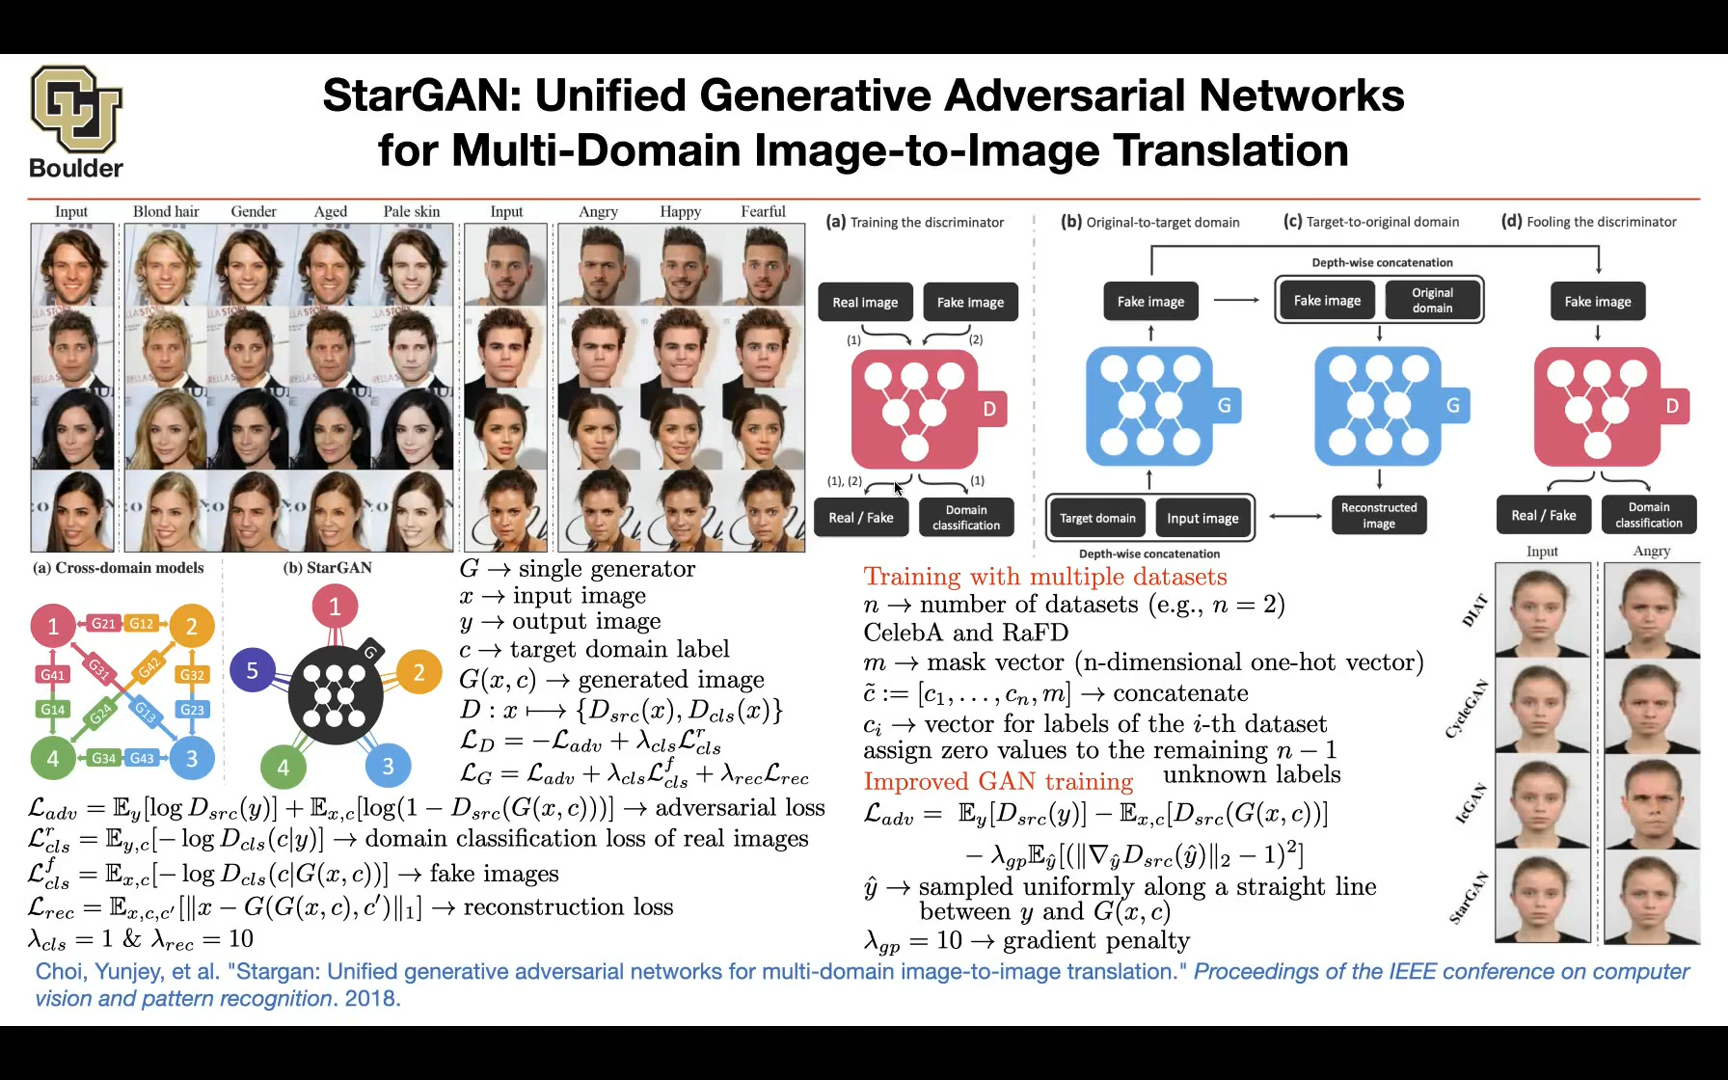 Boulder
StarGAN: Unified Generative Adversarial Networks
for Multi-Domain Image-to-Image Translation
Input Blond hair Gender Aged Pale skin Input Angry Happy Fearful
(a) Training the discriminator
(b) Original-to-target domain
(c) Target-to-original domain
(d) Fooling the discriminator
Real image Fake image
(1) (2)
D
(1), (2) (1)
Real / Fake Domain classification
Fake image
G
Target domain Input image
Depth-wise concatenation
Depth-wise concatenation
Fake image Original domain
G
Reconstructed image
Fake image
D
Real / Fake Domain classification
(a) Cross-domain models
1 G21 G12 2
G41 G31 G42 G32
G14 G24 G13 G23
4 G34 G43 3
(b) StarGAN
1
G
5 2
4 3
G → single generator
x → input image
y → output image
c → target domain label
G(x, c) → generated image
D : x ⟼ {D_src(x), D_cls(x)}
ℒ_D = −ℒ_adv + λ_cls ℒ^r_cls
ℒ_G = ℒ_adv + λ_cls ℒ^f_cls + λ_rec ℒ_rec
ℒ_adv = 𝔼_y[log D_src(y)] + 𝔼_x,c[log(1 − D_src(G(x, c)))] → adversarial loss
ℒ^r_cls = 𝔼_y,c[− log D_cls(c|y)] → domain classification loss of real images
ℒ^f_cls = 𝔼_x,c[− log D_cls(c|G(x, c))] → fake images
ℒ_rec = 𝔼_x,c,c′[‖x − G(G(x, c), c′)‖₁] → reconstruction loss
λ_cls = 1 & λ_rec = 10
Training with multiple datasets
n → number of datasets (e.g., n = 2)
CelebA and RaFD
m → mask vector (n-dimensional one-hot vector)
c̃ := [c₁, . . . , c_n, m] → concatenate
c_i → vector for labels of the i-th dataset
assign zero values to the remaining n − 1
unknown labels
Improved GAN training
ℒ_adv = 𝔼_y[D_src(y)] − 𝔼_x,c[D_src(G(x, c))]
− λ_gp 𝔼_ŷ[(‖∇_ŷ D_src(ŷ)‖₂ − 1)²]
ŷ → sampled uniformly along a straight line
between y and G(x, c)
λ_gp = 10 → gradient penalty
Input Angry
DIAT
CycleGAN
IcGAN
StarGAN
Choi, Yunjey, et al. "Stargan: Unified generative adversarial networks for multi-domain image-to-image translation." Proceedings of the IEEE conference on computer
vision and pattern recognition. 2018.